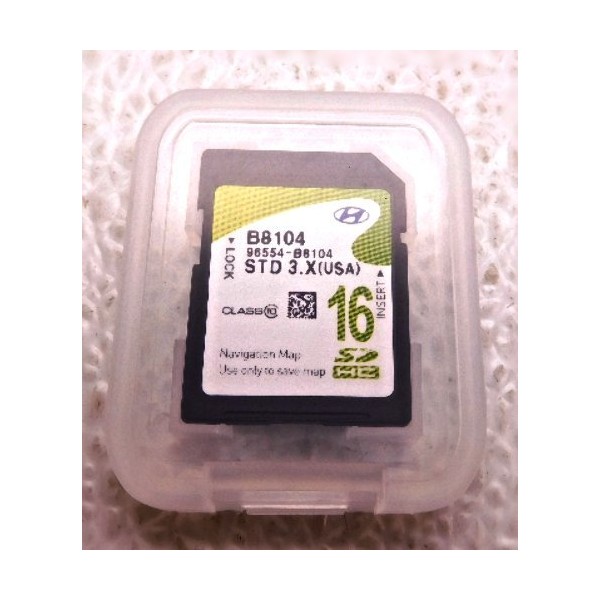 B8104
96554-B8104
STD 3.X(USA)
LOCK
INSERT
CLASS 10
16
SD
HC
Navigation Map
Use only to save map